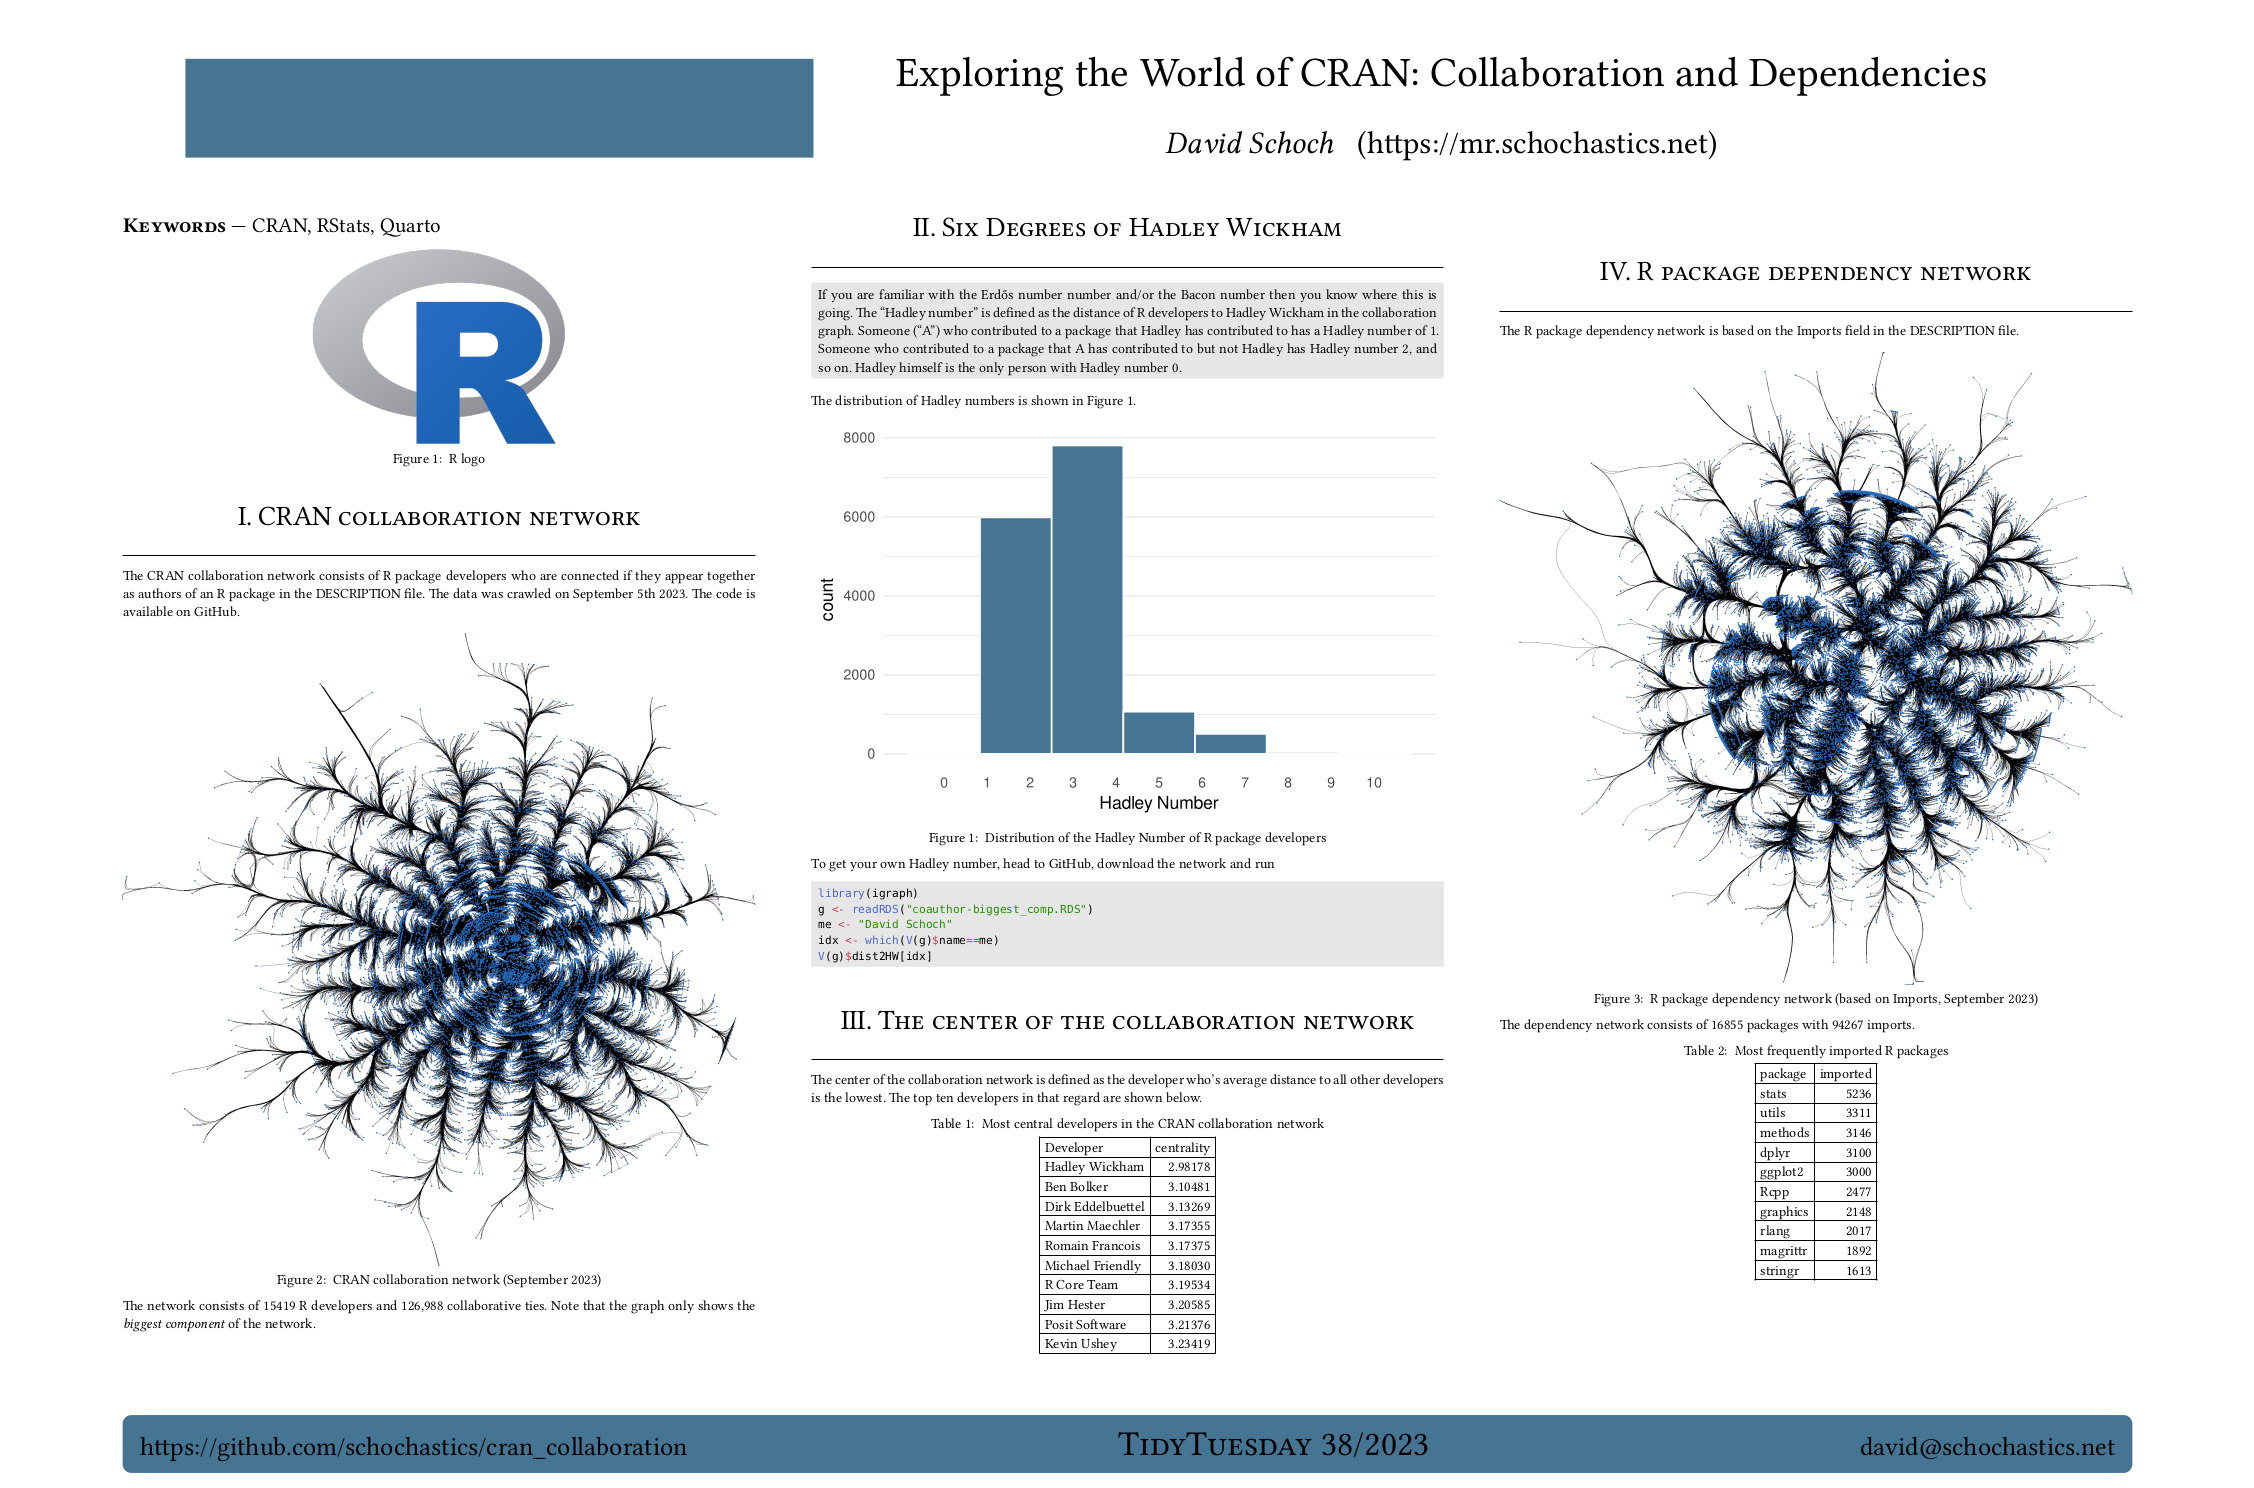 Exploring the World of CRAN: Collaboration and Dependencies
David Schoch (https://mr.schochastics.net)
Keywords — CRAN, RStats, Quarto
R
Figure 1: R logo
I. CRAN collaboration network
The CRAN collaboration network consists of R package developers who are connected if they appear together
as authors of an R package in the DESCRIPTION file. The data was crawled on September 5th 2023. The code is
available on GitHub.
Figure 2: CRAN collaboration network (September 2023)
The network consists of 15419 R developers and 126,988 collaborative ties. Note that the graph only shows the
biggest component of the network.
II. Six Degrees of Hadley Wickham
If you are familiar with the Erdős number number and/or the Bacon number then you know where this is
going. The “Hadley number” is defined as the distance of R developers to Hadley Wickham in the collaboration
graph. Someone (“A”) who contributed to a package that Hadley has contributed to has a Hadley number of 1.
Someone who contributed to a package that A has contributed to but not Hadley has Hadley number 2, and
so on. Hadley himself is the only person with Hadley number 0.
The distribution of Hadley numbers is shown in Figure 1.
8000
6000
4000
2000
0
count
0 1 2 3 4 5 6 7 8 9 10
Hadley Number
Figure 1: Distribution of the Hadley Number of R package developers
To get your own Hadley number, head to GitHub, download the network and run
library(igraph)
g <- readRDS("coauthor-biggest_comp.RDS")
me <- "David Schoch"
idx <- which(V(g)$name==me)
V(g)$dist2HW[idx]
III. The center of the collaboration network
The center of the collaboration network is defined as the developer who’s average distance to all other developers
is the lowest. The top ten developers in that regard are shown below.
Table 1: Most central developers in the CRAN collaboration network
Developer centrality
Hadley Wickham 2.98178
Ben Bolker 3.10481
Dirk Eddelbuettel 3.13269
Martin Maechler 3.17355
Romain Francois 3.17375
Michael Friendly 3.18030
R Core Team 3.19534
Jim Hester 3.20585
Posit Software 3.21376
Kevin Ushey 3.23419
IV. R package dependency network
The R package dependency network is based on the Imports field in the DESCRIPTION file.
Figure 3: R package dependency network (based on Imports, September 2023)
The dependency network consists of 16855 packages with 94267 imports.
Table 2: Most frequently imported R packages
package imported
stats 5236
utils 3311
methods 3146
dplyr 3100
ggplot2 3000
Rcpp 2477
graphics 2148
rlang 2017
magrittr 1892
stringr 1613
https://github.com/schochastics/cran_collaboration
TidyTuesday 38/2023
david@schochastics.net